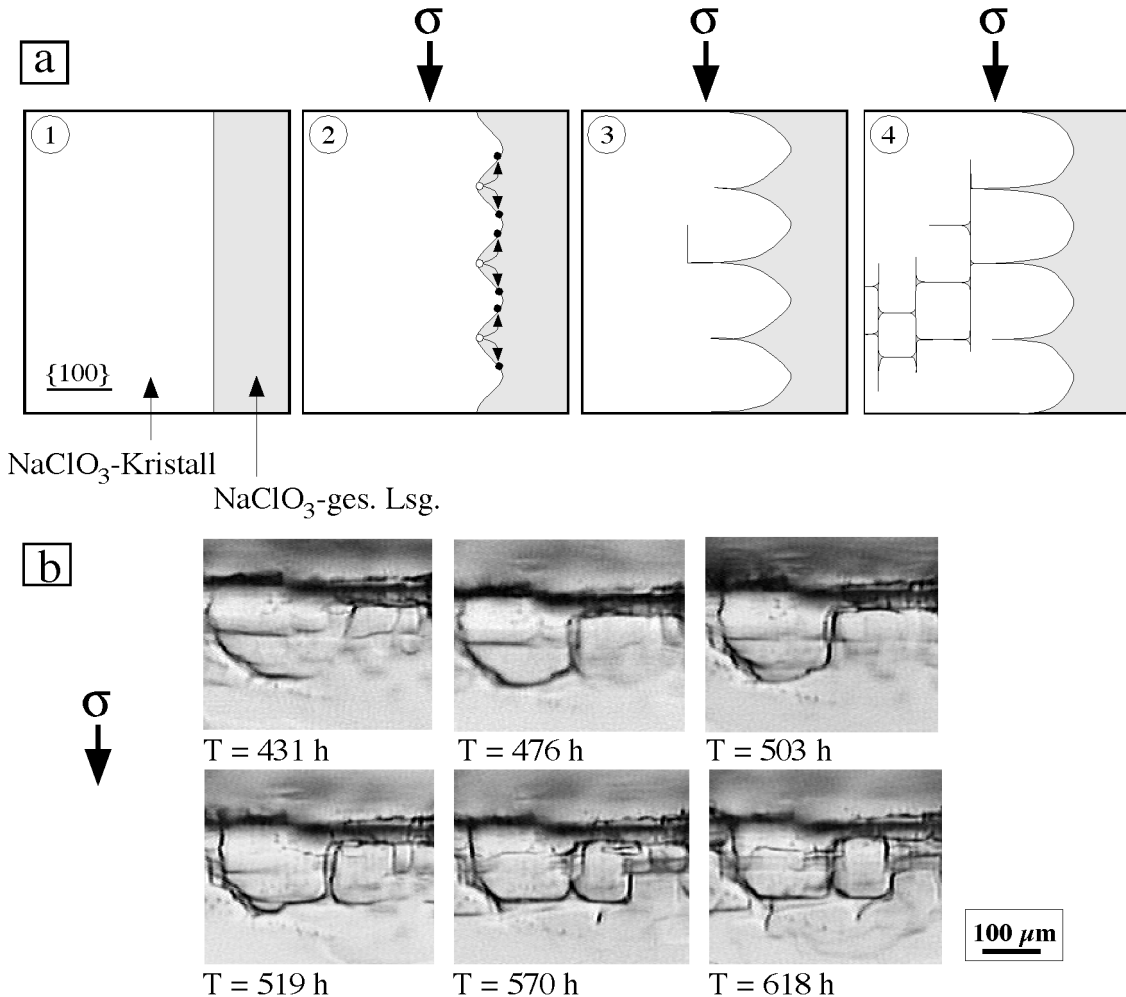 σ σ σ
a
1 2 3 4
{100}
NaClO₃-Kristall
NaClO₃-ges. Lsg.
b
σ
T = 431 h T = 476 h T = 503 h
T = 519 h T = 570 h T = 618 h
100 μm